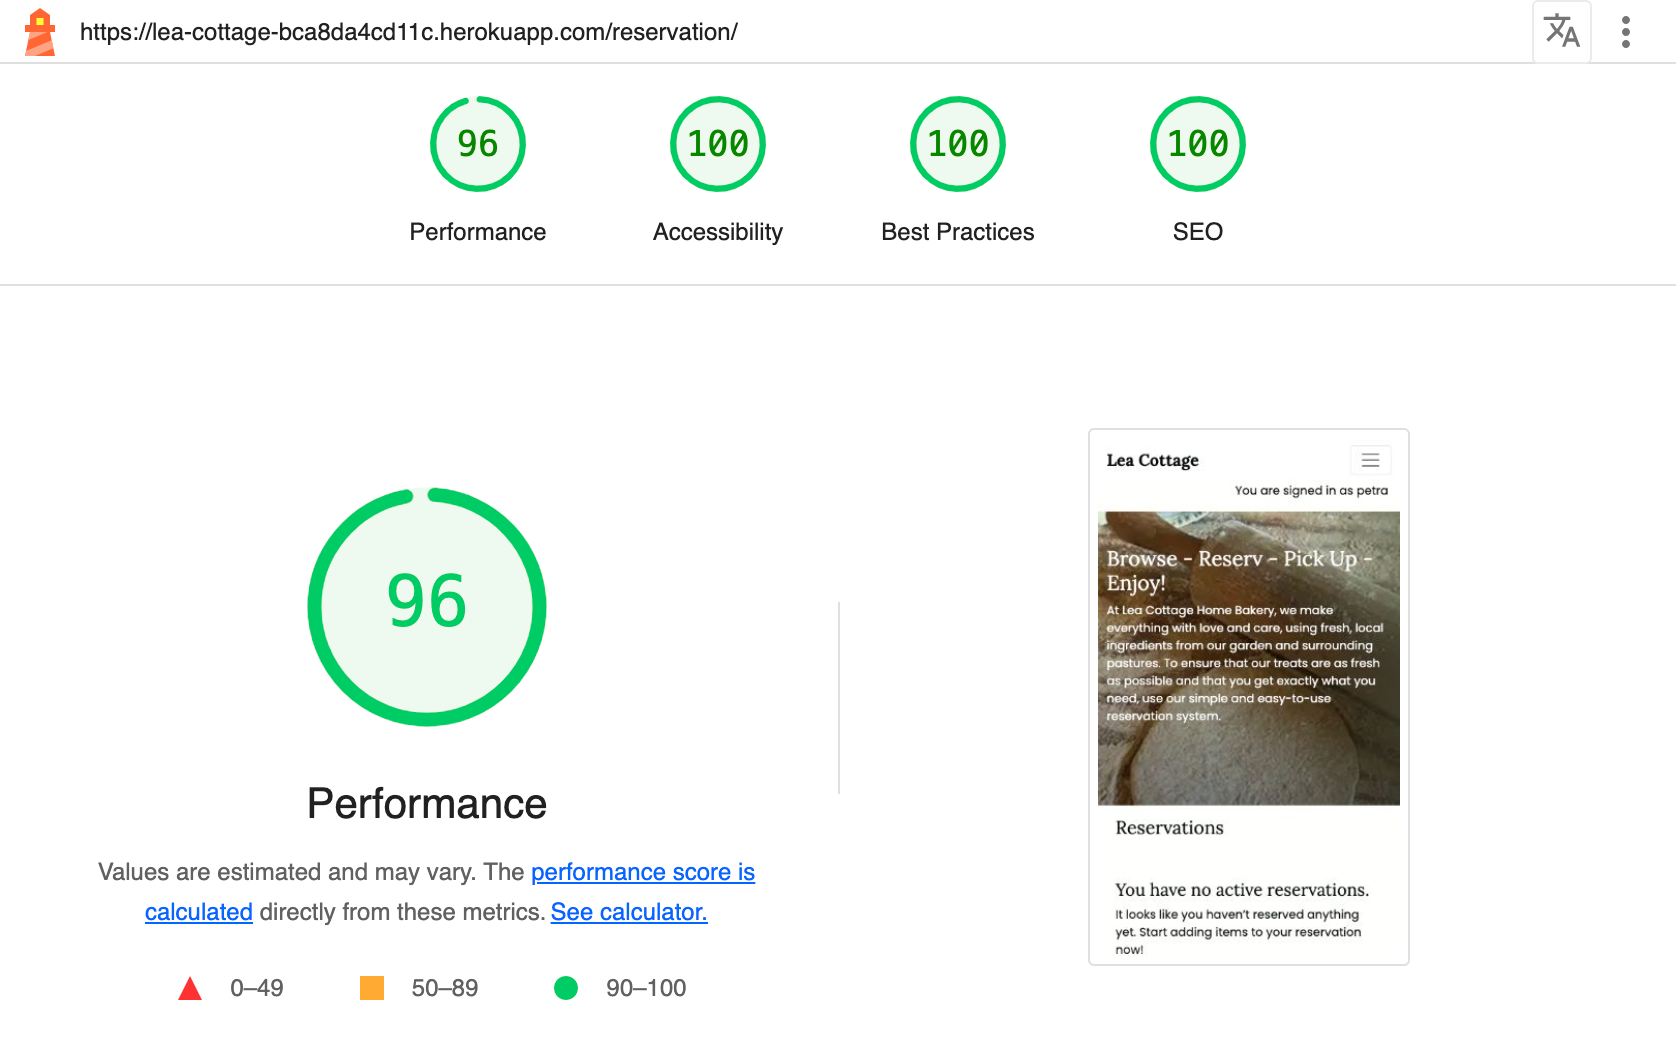 https://lea-cottage-bca8da4cd11c.herokuapp.com/reservation/
96
100
100
100
Performance
Accessibility
Best Practices
SEO
96
Performance
Values are estimated and may vary. The performance score is
calculated directly from these metrics. See calculator.
0–49
50–89
90–100
Lea Cottage
You are signed in as petra
Browse - Reserv - Pick Up -
Enjoy!
At Lea Cottage Home Bakery, we make
everything with love and care, using fresh, local
ingredients from our garden and surrounding
pastures. To ensure that our treats are as fresh
as possible and that you get exactly what you
need, use our simple and easy-to-use
reservation system.
Reservations
You have no active reservations.
It looks like you haven't reserved anything
yet. Start adding items to your reservation
now!